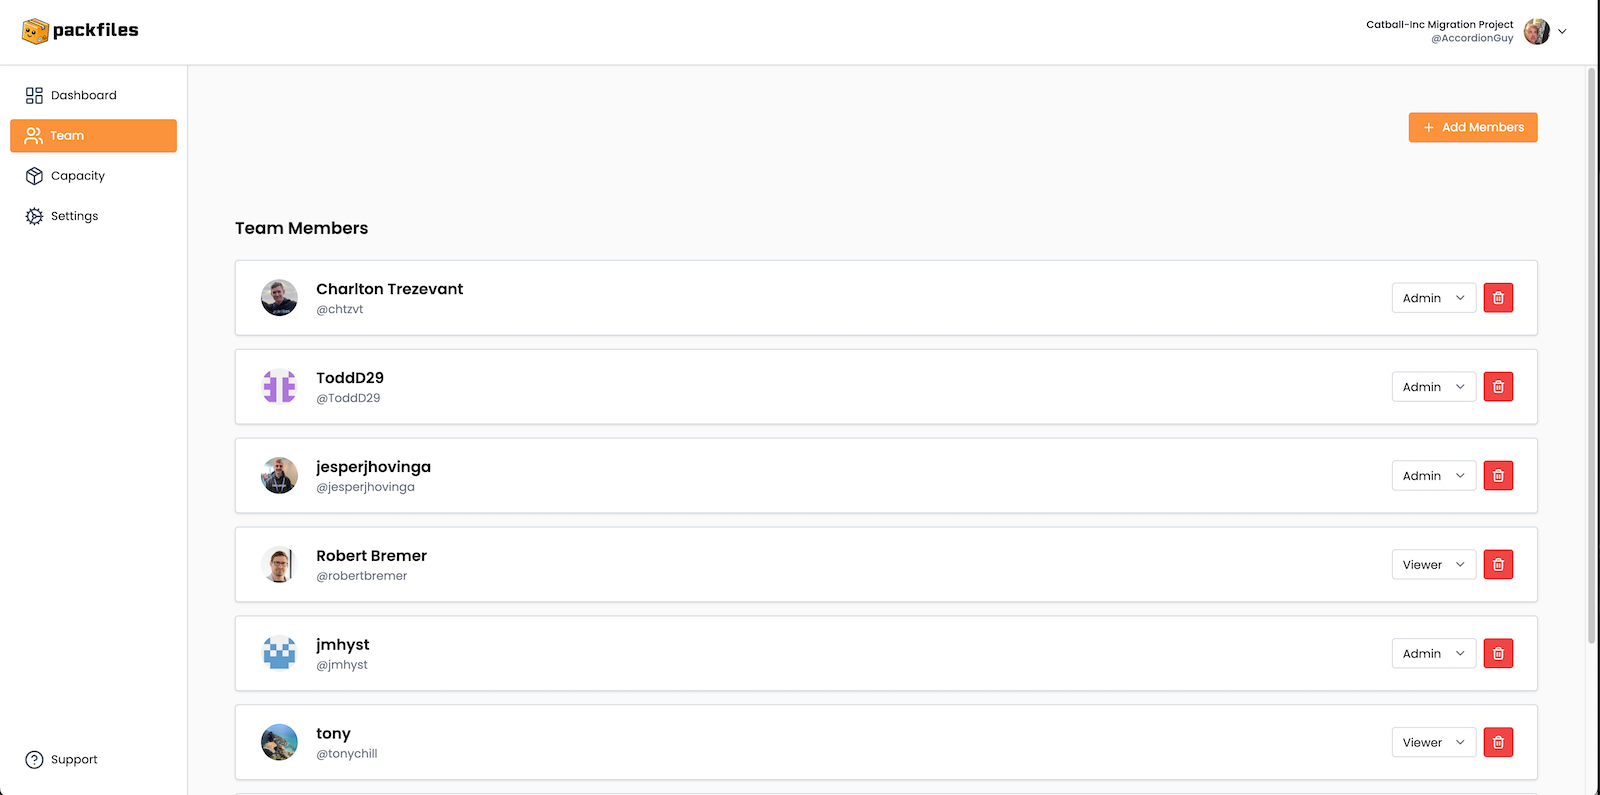 packfiles
Catball-Inc Migration Project
@AccordionGuy
Dashboard
Team
Capacity
Settings
Support
Add Members
Team Members
Charlton Trezevant
@chtzvt
Admin
ToddD29
@ToddD29
Admin
jesperjhovinga
@jesperjhovinga
Admin
Robert Bremer
@robertbremer
Viewer
jmhyst
@jmhyst
Admin
tony
@tonychill
Viewer